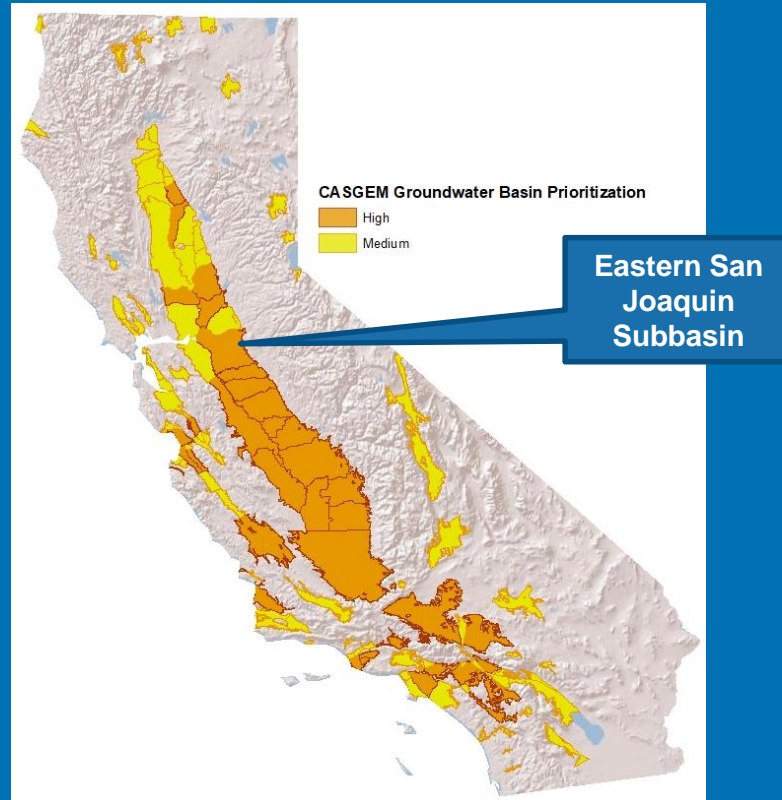 CASGEM Groundwater Basin Prioritization
High
Medium
Eastern San
Joaquin
Subbasin